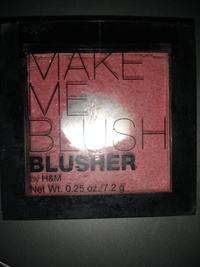 MAKE
ME
BLUSH
BLUSHER
by H&M
Net Wt. 0.25 oz./7.2 g